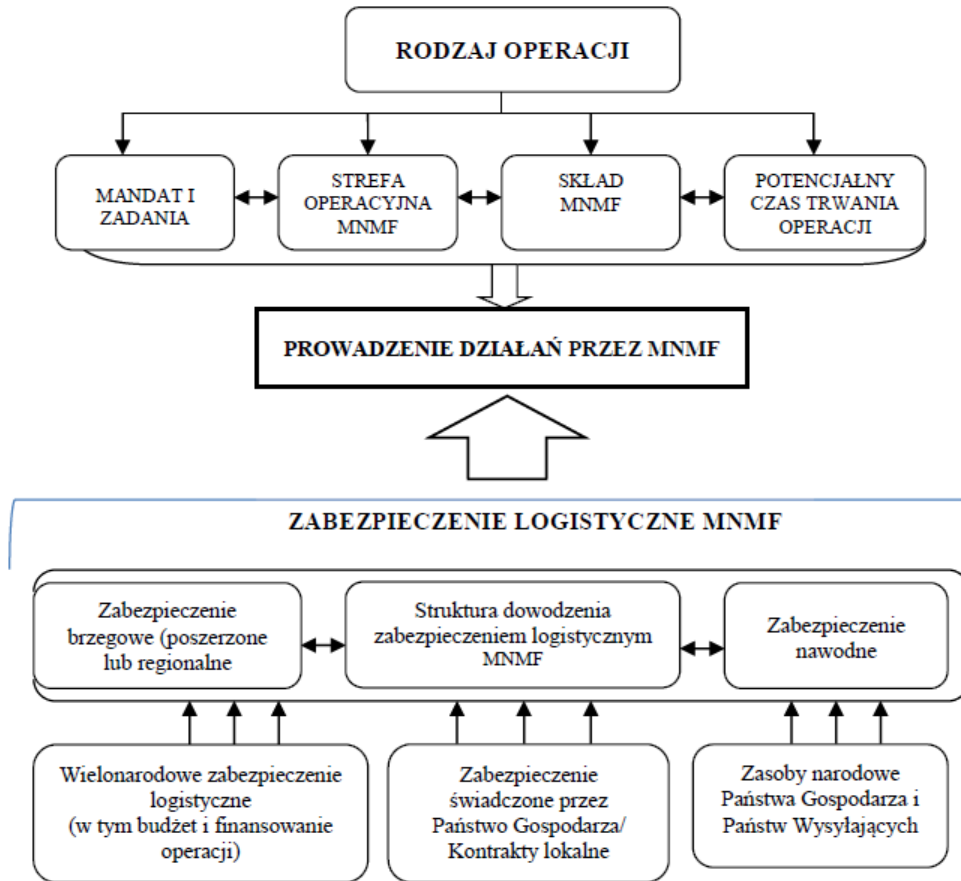 RODZAJ OPERACJI
MANDAT I
ZADANIA
STREFA
OPERACYJNA
MNMF
SKŁAD
MNMF
POTENCJALNY
CZAS TRWANIA
OPERACJI
PROWADZENIE DZIAŁAŃ PRZEZ MNMF
ZABEZPIECZENIE LOGISTYCZNE MNMF
Zabezpieczenie
brzegowe (poszerzone
lub regionalne
Struktura dowodzenia
zabezpieczeniem logistycznym
MNMF
Zabezpieczenie
nawodne
Wielonarodowe zabezpieczenie
logistyczne
(w tym budżet i finansowanie
operacji)
Zabezpieczenie
świadczone przez
Państwo Gospodarza/
Kontrakty lokalne
Zasoby narodowe
Państwa Gospodarza i
Państw Wysyłających